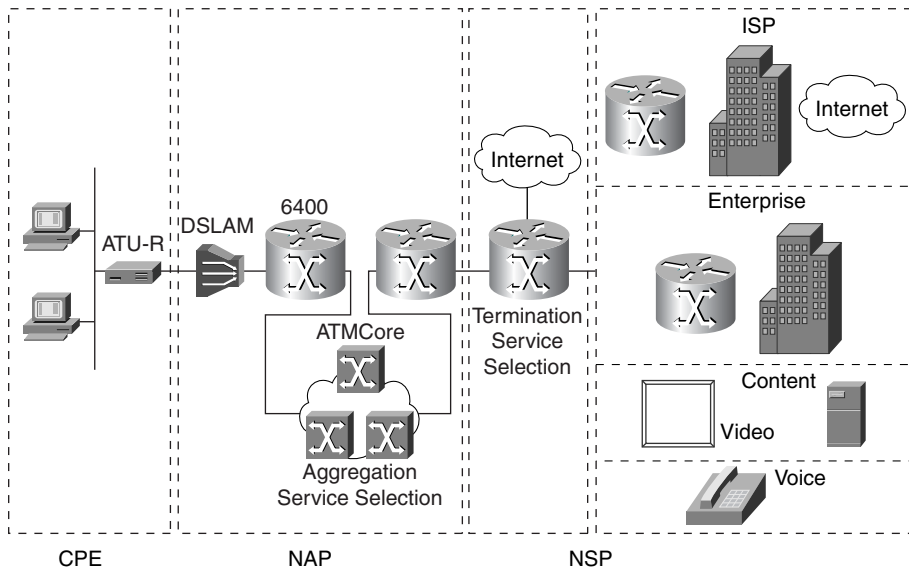 ISP
Internet
Internet
Enterprise
6400
DSLAM
ATU-R
Termination
Service
Selection
ATMCore
Content
Video
Aggregation
Service Selection
Voice
CPE
NAP
NSP